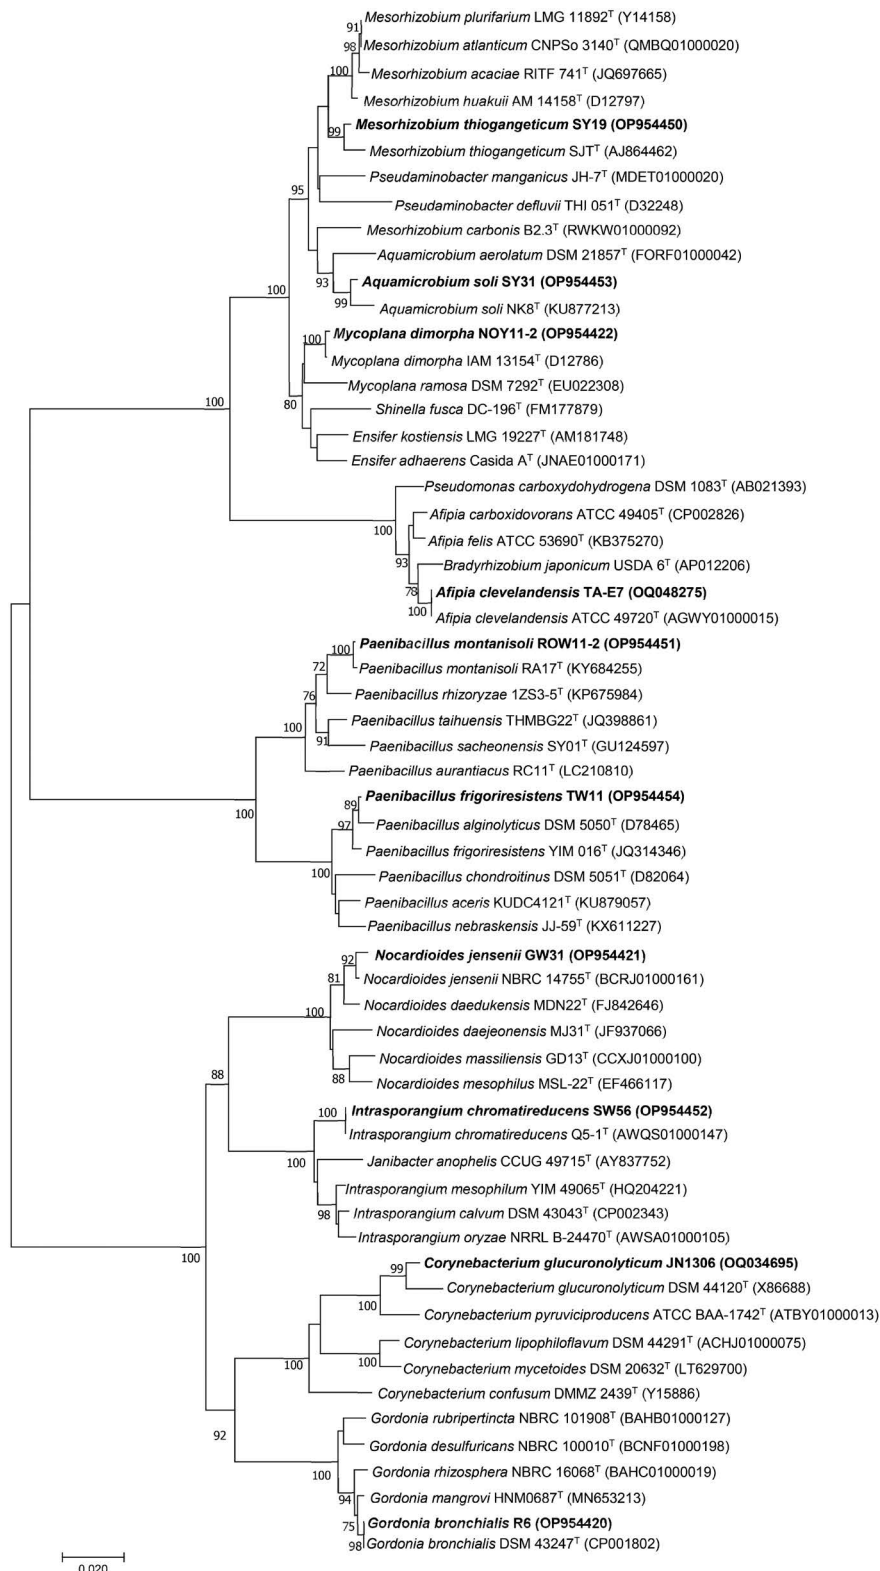 Mesorhizobium plurifarium LMG 11892T (Y14158)
91
Mesorhizobium atlanticum CNPSo 3140T (QMBQ01000020)
98
Mesorhizobium acaciae RITF 741T (JQ697665)
100
Mesorhizobium huakuii AM 14158T (D12797)
Mesorhizobium thiogangeticum SY19 (OP954450)
99
Mesorhizobium thiogangeticum SJTT (AJ864462)
Pseudaminobacter manganicus JH-7T (MDET01000020)
95
Pseudaminobacter defluvii THI 051T (D32248)
Mesorhizobium carbonis B2.3T (RWKW01000092)
Aquamicrobium aerolatum DSM 21857T (FORF01000042)
93
Aquamicrobium soli SY31 (OP954453)
100
99
Aquamicrobium soli NK8T (KU877213)
Mycoplana dimorpha NOY11-2 (OP954422)
100
Mycoplana dimorpha IAM 13154T (D12786)
Mycoplana ramosa DSM 7292T (EU022308)
100
80
Shinella fusca DC-196T (FM177879)
Ensifer kostiensis LMG 19227T (AM181748)
Ensifer adhaerens Casida AT (JNAE01000171)
Pseudomonas carboxydohydrogena DSM 1083T (AB021393)
Afipia carboxidovorans ATCC 49405T (CP002826)
100
Afipia felis ATCC 53690T (KB375270)
93
Bradyrhizobium japonicum USDA 6T (AP012206)
78
Afipia clevelandensis TA-E7 (OQ048275)
100
Afipia clevelandensis ATCC 49720T (AGWY01000015)
Paenibacillus montanisoli ROW11-2 (OP954451)
100
72
Paenibacillus montanisoli RA17T (KY684255)
76
Paenibacillus rhizoryzae 1ZS3-5T (KP675984)
Paenibacillus taihuensis THMBG22T (JQ398861)
100
91
Paenibacillus sacheonensis SY01T (GU124597)
Paenibacillus aurantiacus RC11T (LC210810)
Paenibacillus frigoriresistens TW11 (OP954454)
89
100
97
Paenibacillus alginolyticus DSM 5050T (D78465)
Paenibacillus frigoriresistens YIM 016T (JQ314346)
100
Paenibacillus chondroitinus DSM 5051T (D82064)
Paenibacillus aceris KUDC4121T (KU879057)
Paenibacillus nebraskensis JJ-59T (KX611227)
Nocardioides jensenii GW31 (OP954421)
92
81
Nocardioides jensenii NBRC 14755T (BCRJ01000161)
Nocardioides daedukensis MDN22T (FJ842646)
100
Nocardioides daejeonensis MJ31T (JF937066)
Nocardioides massiliensis GD13T (CCXJ01000100)
88
88
Nocardioides mesophilus MSL-22T (EF466117)
100
Intrasporangium chromatireducens SW56 (OP954452)
Intrasporangium chromatireducens Q5-1T (AWQS01000147)
100
Janibacter anophelis CCUG 49715T (AY837752)
Intrasporangium mesophilum YIM 49065T (HQ204221)
98
Intrasporangium calvum DSM 43043T (CP002343)
Intrasporangium oryzae NRRL B-24470T (AWSA01000105)
100
Corynebacterium glucuronolyticum JN1306 (OQ034695)
99
Corynebacterium glucuronolyticum DSM 44120T (X86688)
100
Corynebacterium pyruviciproducens ATCC BAA-1742T (ATBY01000013)
Corynebacterium lipophiloflavum DSM 44291T (ACHJ01000075)
100
100
Corynebacterium mycetoides DSM 20632T (LT629700)
Corynebacterium confusum DMMZ 2439T (Y15886)
92
Gordonia rubripertincta NBRC 101908T (BAHB01000127)
Gordonia desulfuricans NBRC 100010T (BCNF01000198)
100
Gordonia rhizosphera NBRC 16068T (BAHC01000019)
94
Gordonia mangrovi HNM0687T (MN653213)
75
Gordonia bronchialis R6 (OP954420)
98
Gordonia bronchialis DSM 43247T (CP001802)
0.020